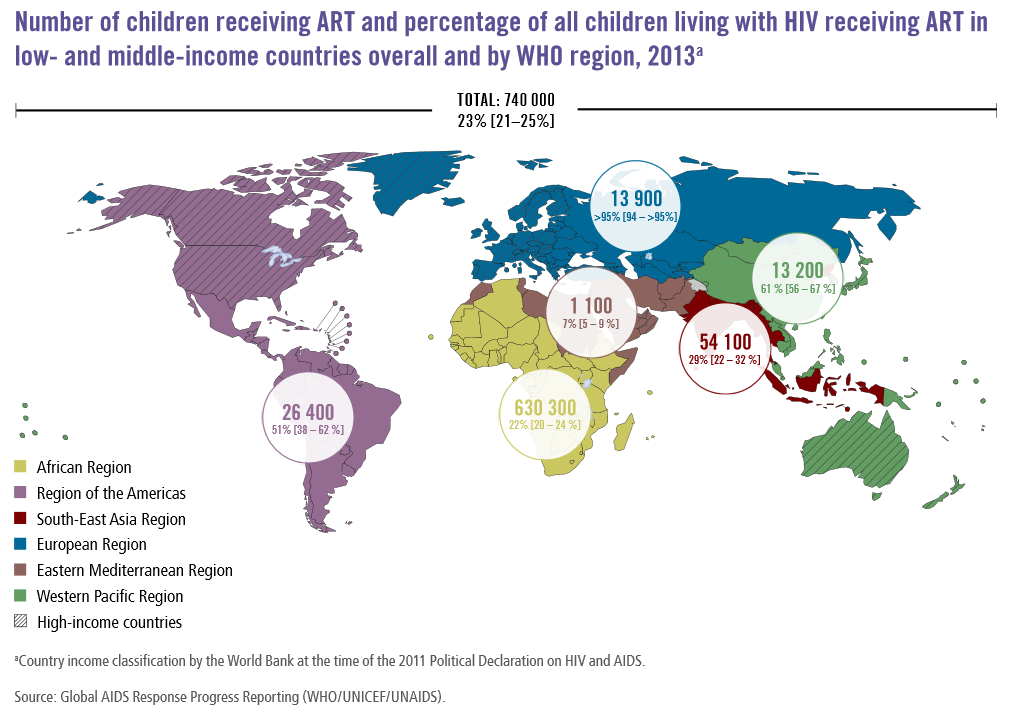 Number of children receiving ART and percentage of all children living with HIV receiving ART in
low- and middle-income countries overall and by WHO region, 2013ᵃ
TOTAL: 740 000
23% [21–25%]
13 900
>95% [94 – >95%]
13 200
61 % [56 – 67 %]
1 100
7% [5 – 9 %]
54 100
29% [22 – 32 %]
26 400
51% [38 – 62 %]
630 300
22% [20 – 24 %]
African Region
Region of the Americas
South-East Asia Region
European Region
Eastern Mediterranean Region
Western Pacific Region
High-income countries
ᵃCountry income classification by the World Bank at the time of the 2011 Political Declaration on HIV and AIDS.
Source: Global AIDS Response Progress Reporting (WHO/UNICEF/UNAIDS).